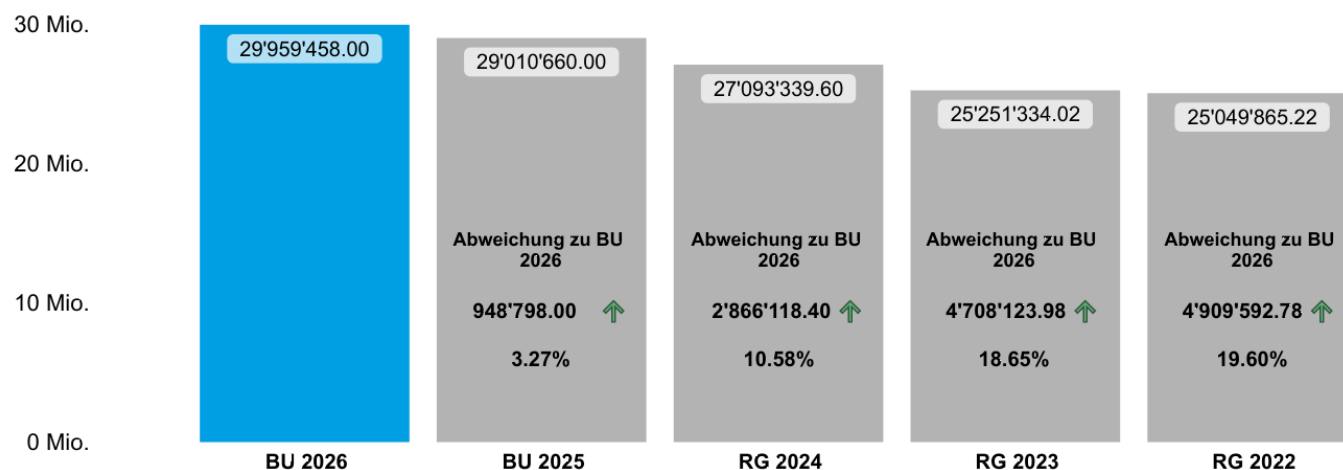 30 Mio.
29'959'458.00
29'010'660.00
27'093'339.60
25'251'334.02
25'049'865.22
20 Mio.
Abweichung zu BU
2026
Abweichung zu BU
2026
Abweichung zu BU
2026
Abweichung zu BU
2026
10 Mio.
948'798.00
2'866'118.40
4'708'123.98
4'909'592.78
3.27%
10.58%
18.65%
19.60%
0 Mio.
BU 2026
BU 2025
RG 2024
RG 2023
RG 2022